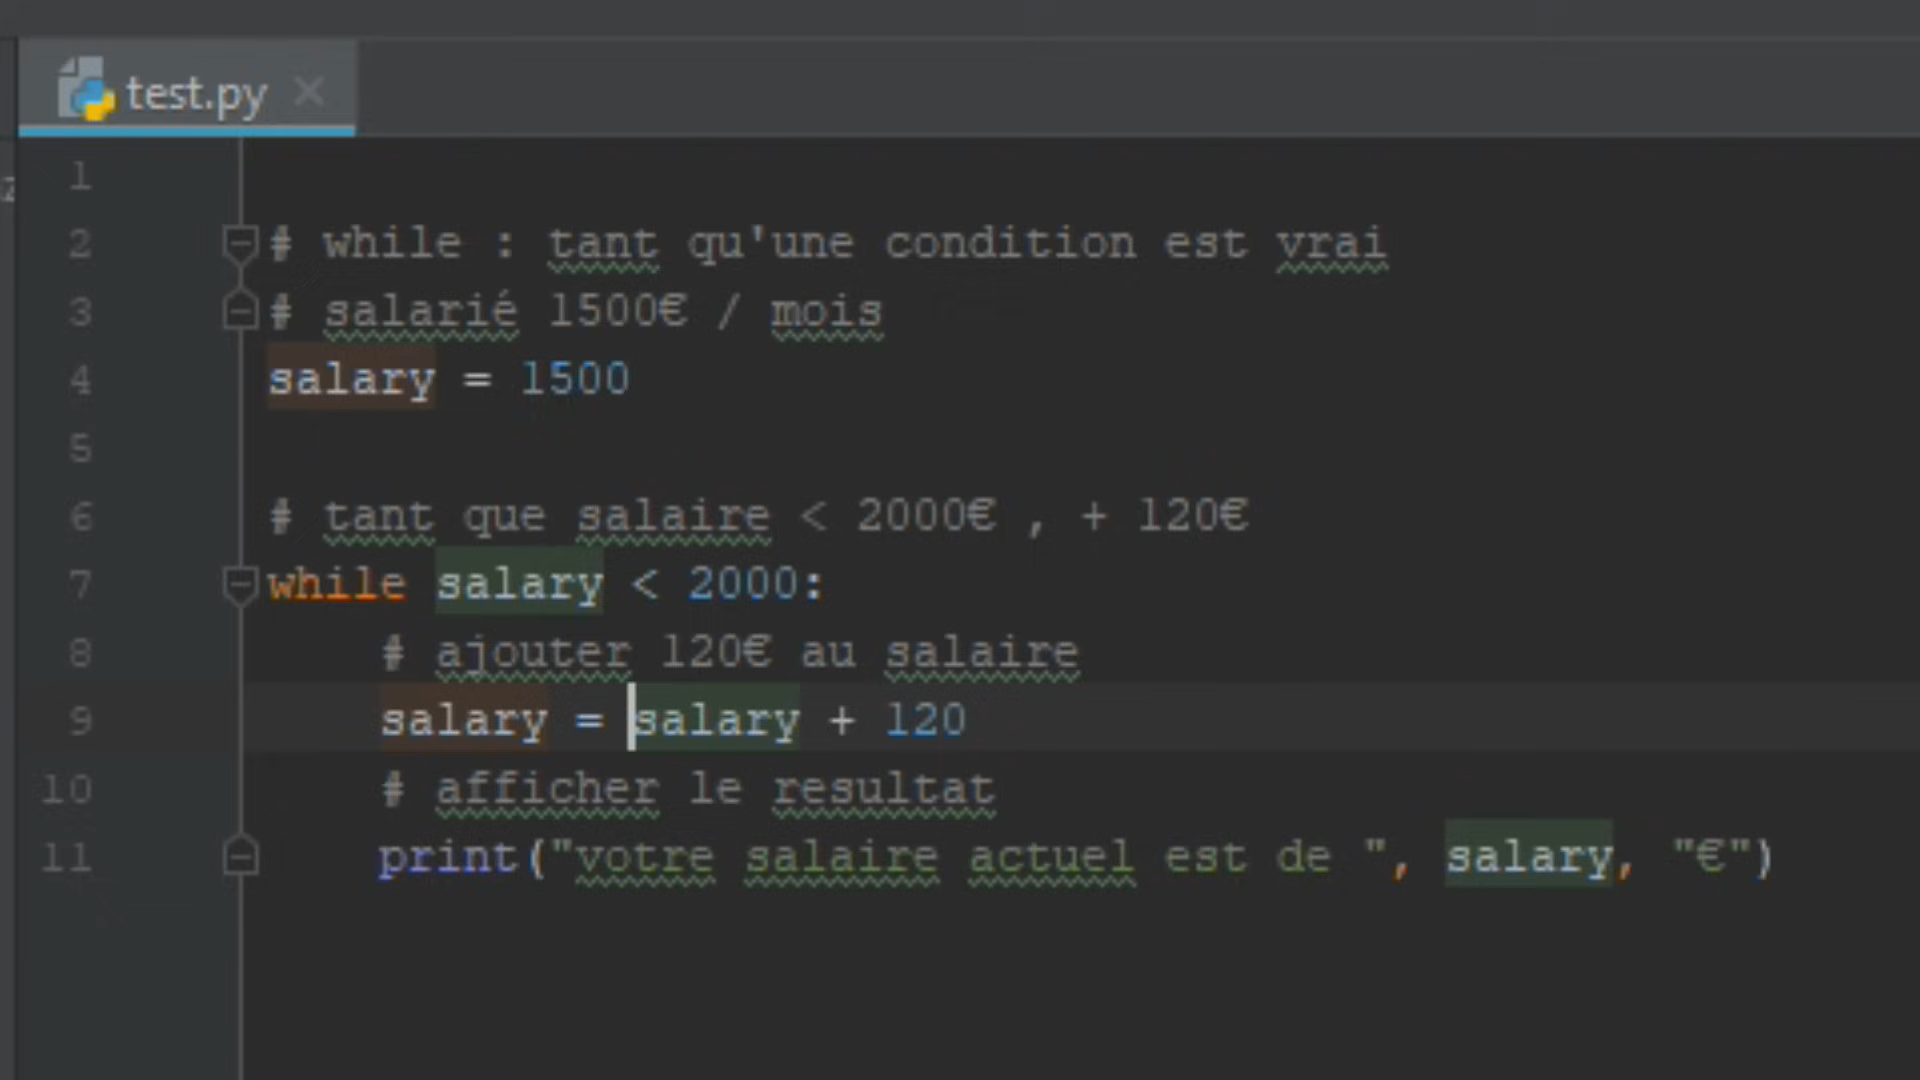 test.py
1
2 # while : tant qu'une condition est vrai
3 # salarié 1500€ / mois
4 salary = 1500
5
6 # tant que salaire < 2000€ , + 120€
7 while salary < 2000:
8 # ajouter 120€ au salaire
9 salary = salary + 120
10 # afficher le resultat
11 print("votre salaire actuel est de ", salary, "€")